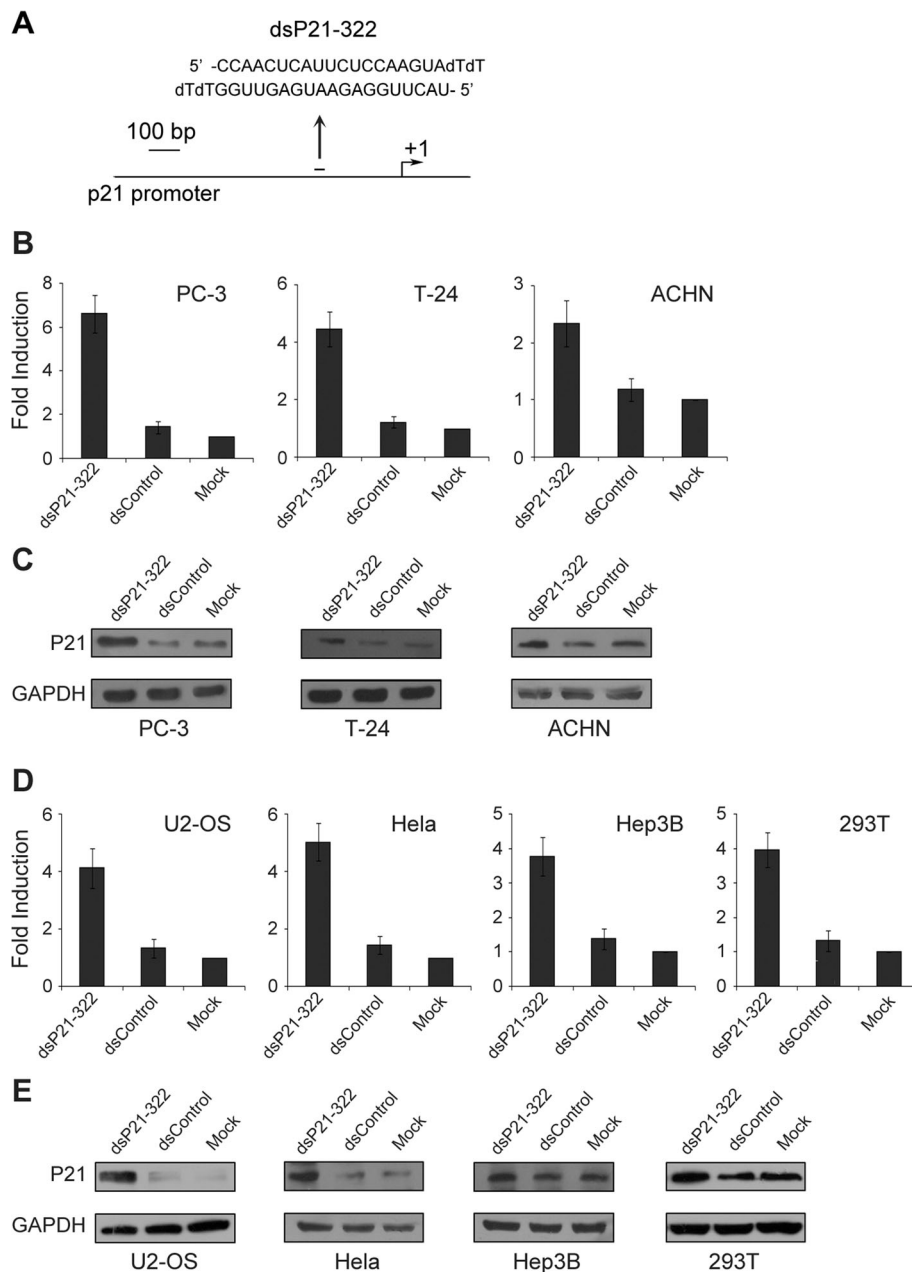 A
dsP21-322
5’ -CCAACUCAUUCUCCAAGUAdTdT
dTdTGGUUGAGUAAGAGGUUCAU- 5’
100 bp
+1
p21 promoter
B
Fold Induction
8
6
4
2
0
PC-3
dsP21-322
dsControl
Mock
6
4
2
0
T-24
dsP21-322
dsControl
Mock
3
2
1
0
ACHN
dsP21-322
dsControl
Mock
C
dsP21-322
dsControl
Mock
dsP21-322
dsControl
Mock
dsP21-322
dsControl
Mock
P21
GAPDH
PC-3
T-24
ACHN
D
Fold Induction
6
4
2
0
U2-OS
dsP21-322
dsControl
Mock
6
4
2
0
Hela
dsP21-322
dsControl
Mock
5
4
3
2
1
0
Hep3B
dsP21-322
dsControl
Mock
5
4
3
2
1
0
293T
dsP21-322
dsControl
Mock
E
dsP21-322
dsControl
Mock
dsP21-322
dsControl
Mock
dsP21-322
dsControl
Mock
dsP21-322
dsControl
Mock
P21
GAPDH
U2-OS
Hela
Hep3B
293T